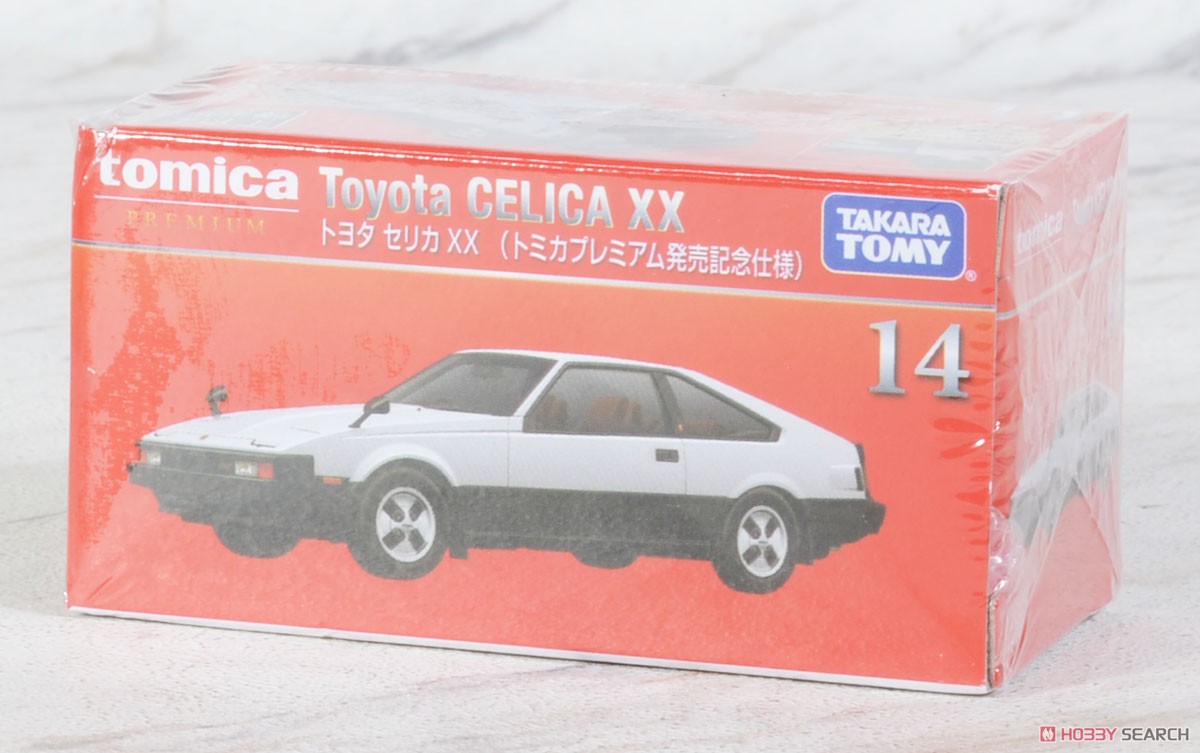 tomica
PREMIUM
Toyota CELICA XX
トヨタ セリカ XX （トミカプレミアム発売記念仕様）
TAKARA
TOMY
®
14
tomica
HOBBY SEARCH